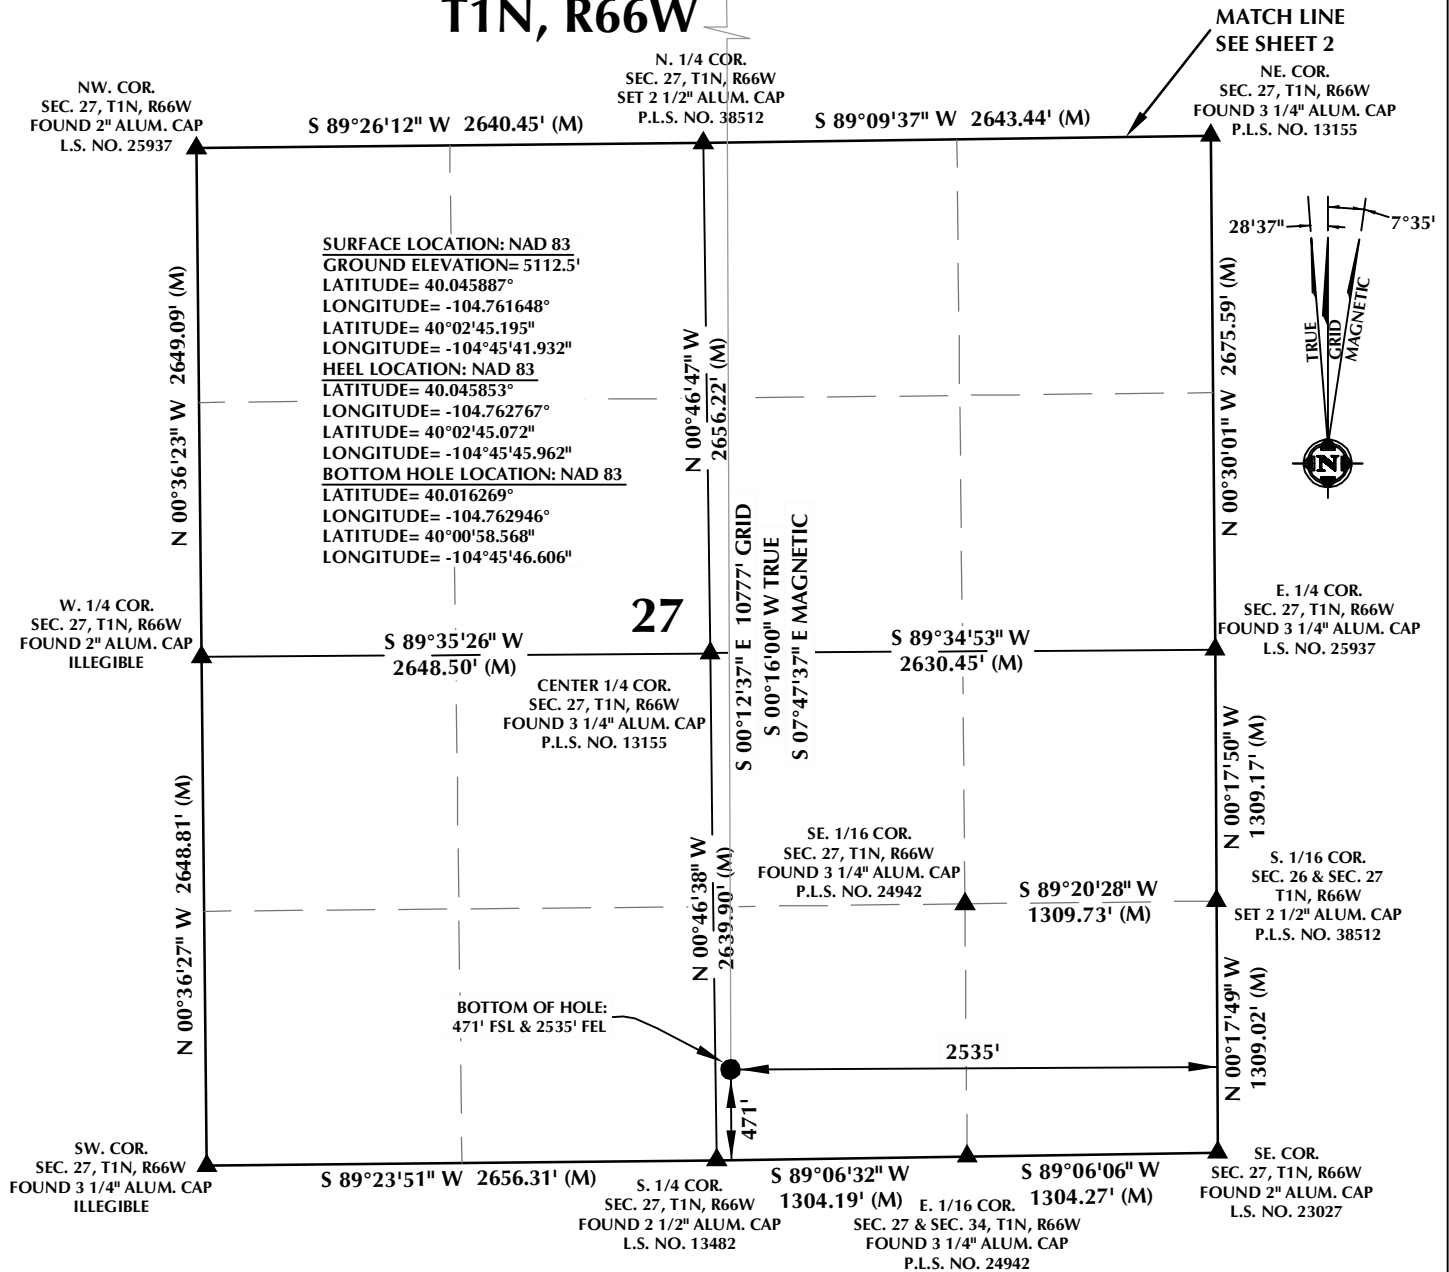 T1N, R66W
MATCH LINE
SEE SHEET 2
NW. COR.
SEC. 27, T1N, R66W
FOUND 2" ALUM. CAP
L.S. NO. 25937
S 89°26'12" W 2640.45' (M)
N. 1/4 COR.
SEC. 27, T1N, R66W
SET 2 1/2" ALUM. CAP
P.L.S. NO. 38512
S 89°09'37" W 2643.44' (M)
NE. COR.
SEC. 27, T1N, R66W
FOUND 3 1/4" ALUM. CAP
P.L.S. NO. 13155
28'37"
7°35'
TRUE
GRID
MAGNETIC
N
SURFACE LOCATION: NAD 83
GROUND ELEVATION= 5112.5'
LATITUDE= 40.045887°
LONGITUDE= -104.761648°
LATITUDE= 40°02'45.195"
LONGITUDE= -104°45'41.932"
HEEL LOCATION: NAD 83
LATITUDE= 40.045853°
LONGITUDE= -104.762767°
LATITUDE= 40°02'45.072"
LONGITUDE= -104°45'45.962"
BOTTOM HOLE LOCATION: NAD 83
LATITUDE= 40.016269°
LONGITUDE= -104.762946°
LATITUDE= 40°00'58.568"
LONGITUDE= -104°45'46.606"
N 00°36'23" W 2649.09' (M)
N 00°46'47" W
2656.22' (M)
N 00°30'01" W 2675.59' (M)
S 00°12'37" E 10777' GRID
S 00°16'00" W TRUE
S 07°47'37" E MAGNETIC
27
W. 1/4 COR.
SEC. 27, T1N, R66W
FOUND 2" ALUM. CAP
ILLEGIBLE
S 89°35'26" W
2648.50' (M)
CENTER 1/4 COR.
SEC. 27, T1N, R66W
FOUND 3 1/4" ALUM. CAP
P.L.S. NO. 13155
S 89°34'53" W
2630.45' (M)
E. 1/4 COR.
SEC. 27, T1N, R66W
FOUND 3 1/4" ALUM. CAP
L.S. NO. 25937
N 00°17'50" W
1309.17' (M)
N 00°36'27" W 2648.81' (M)
N 00°46'38" W
2639.90' (M)
SE. 1/16 COR.
SEC. 27, T1N, R66W
FOUND 3 1/4" ALUM. CAP
P.L.S. NO. 24942
S 89°20'28" W
1309.73' (M)
S. 1/16 COR.
SEC. 26 & SEC. 27
T1N, R66W
SET 2 1/2" ALUM. CAP
P.L.S. NO. 38512
N 00°17'49" W
1309.02' (M)
BOTTOM OF HOLE:
471' FSL & 2535' FEL
2535'
471'
SW. COR.
SEC. 27, T1N, R66W
FOUND 3 1/4" ALUM. CAP
ILLEGIBLE
S 89°23'51" W 2656.31' (M)
S. 1/4 COR.
SEC. 27, T1N, R66W
FOUND 2 1/2" ALUM. CAP
L.S. NO. 13482
S 89°06'32" W
1304.19' (M)
E. 1/16 COR.
SEC. 27 & SEC. 34, T1N, R66W
FOUND 3 1/4" ALUM. CAP
P.L.S. NO. 24942
S 89°06'06" W
1304.27' (M)
SE. COR.
SEC. 27, T1N, R66W
FOUND 2" ALUM. CAP
L.S. NO. 23027